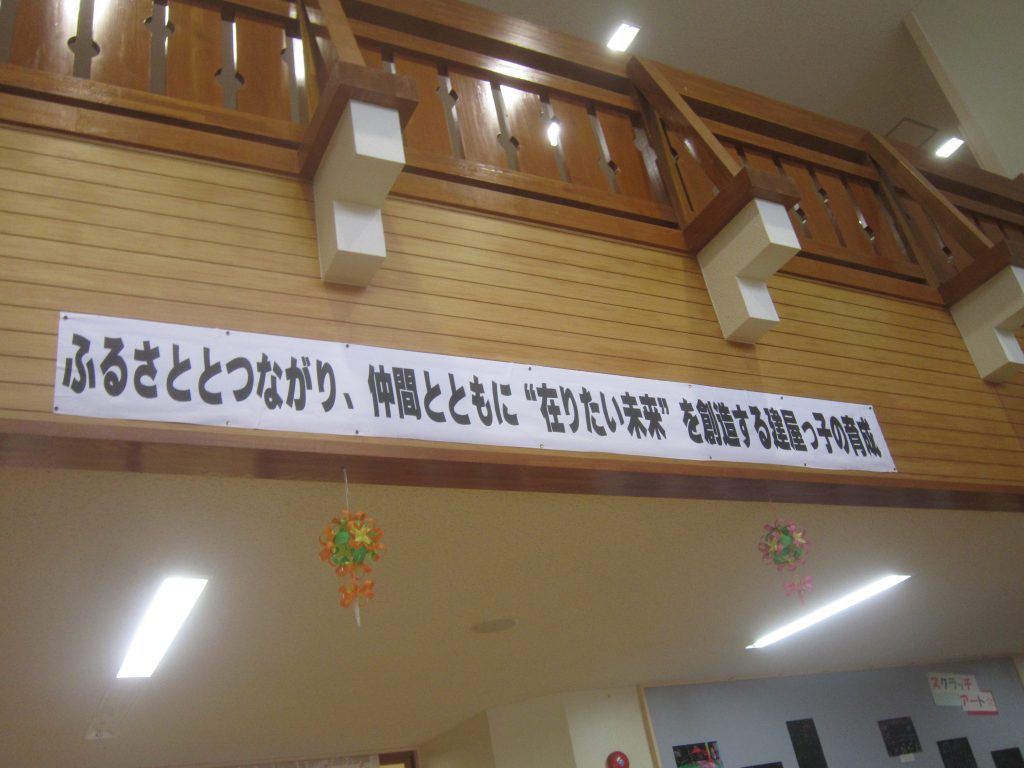 ふるさととつながり、仲間とともに“在りたい未来”を創造する建屋っ子の育成
スクラッチ
アート